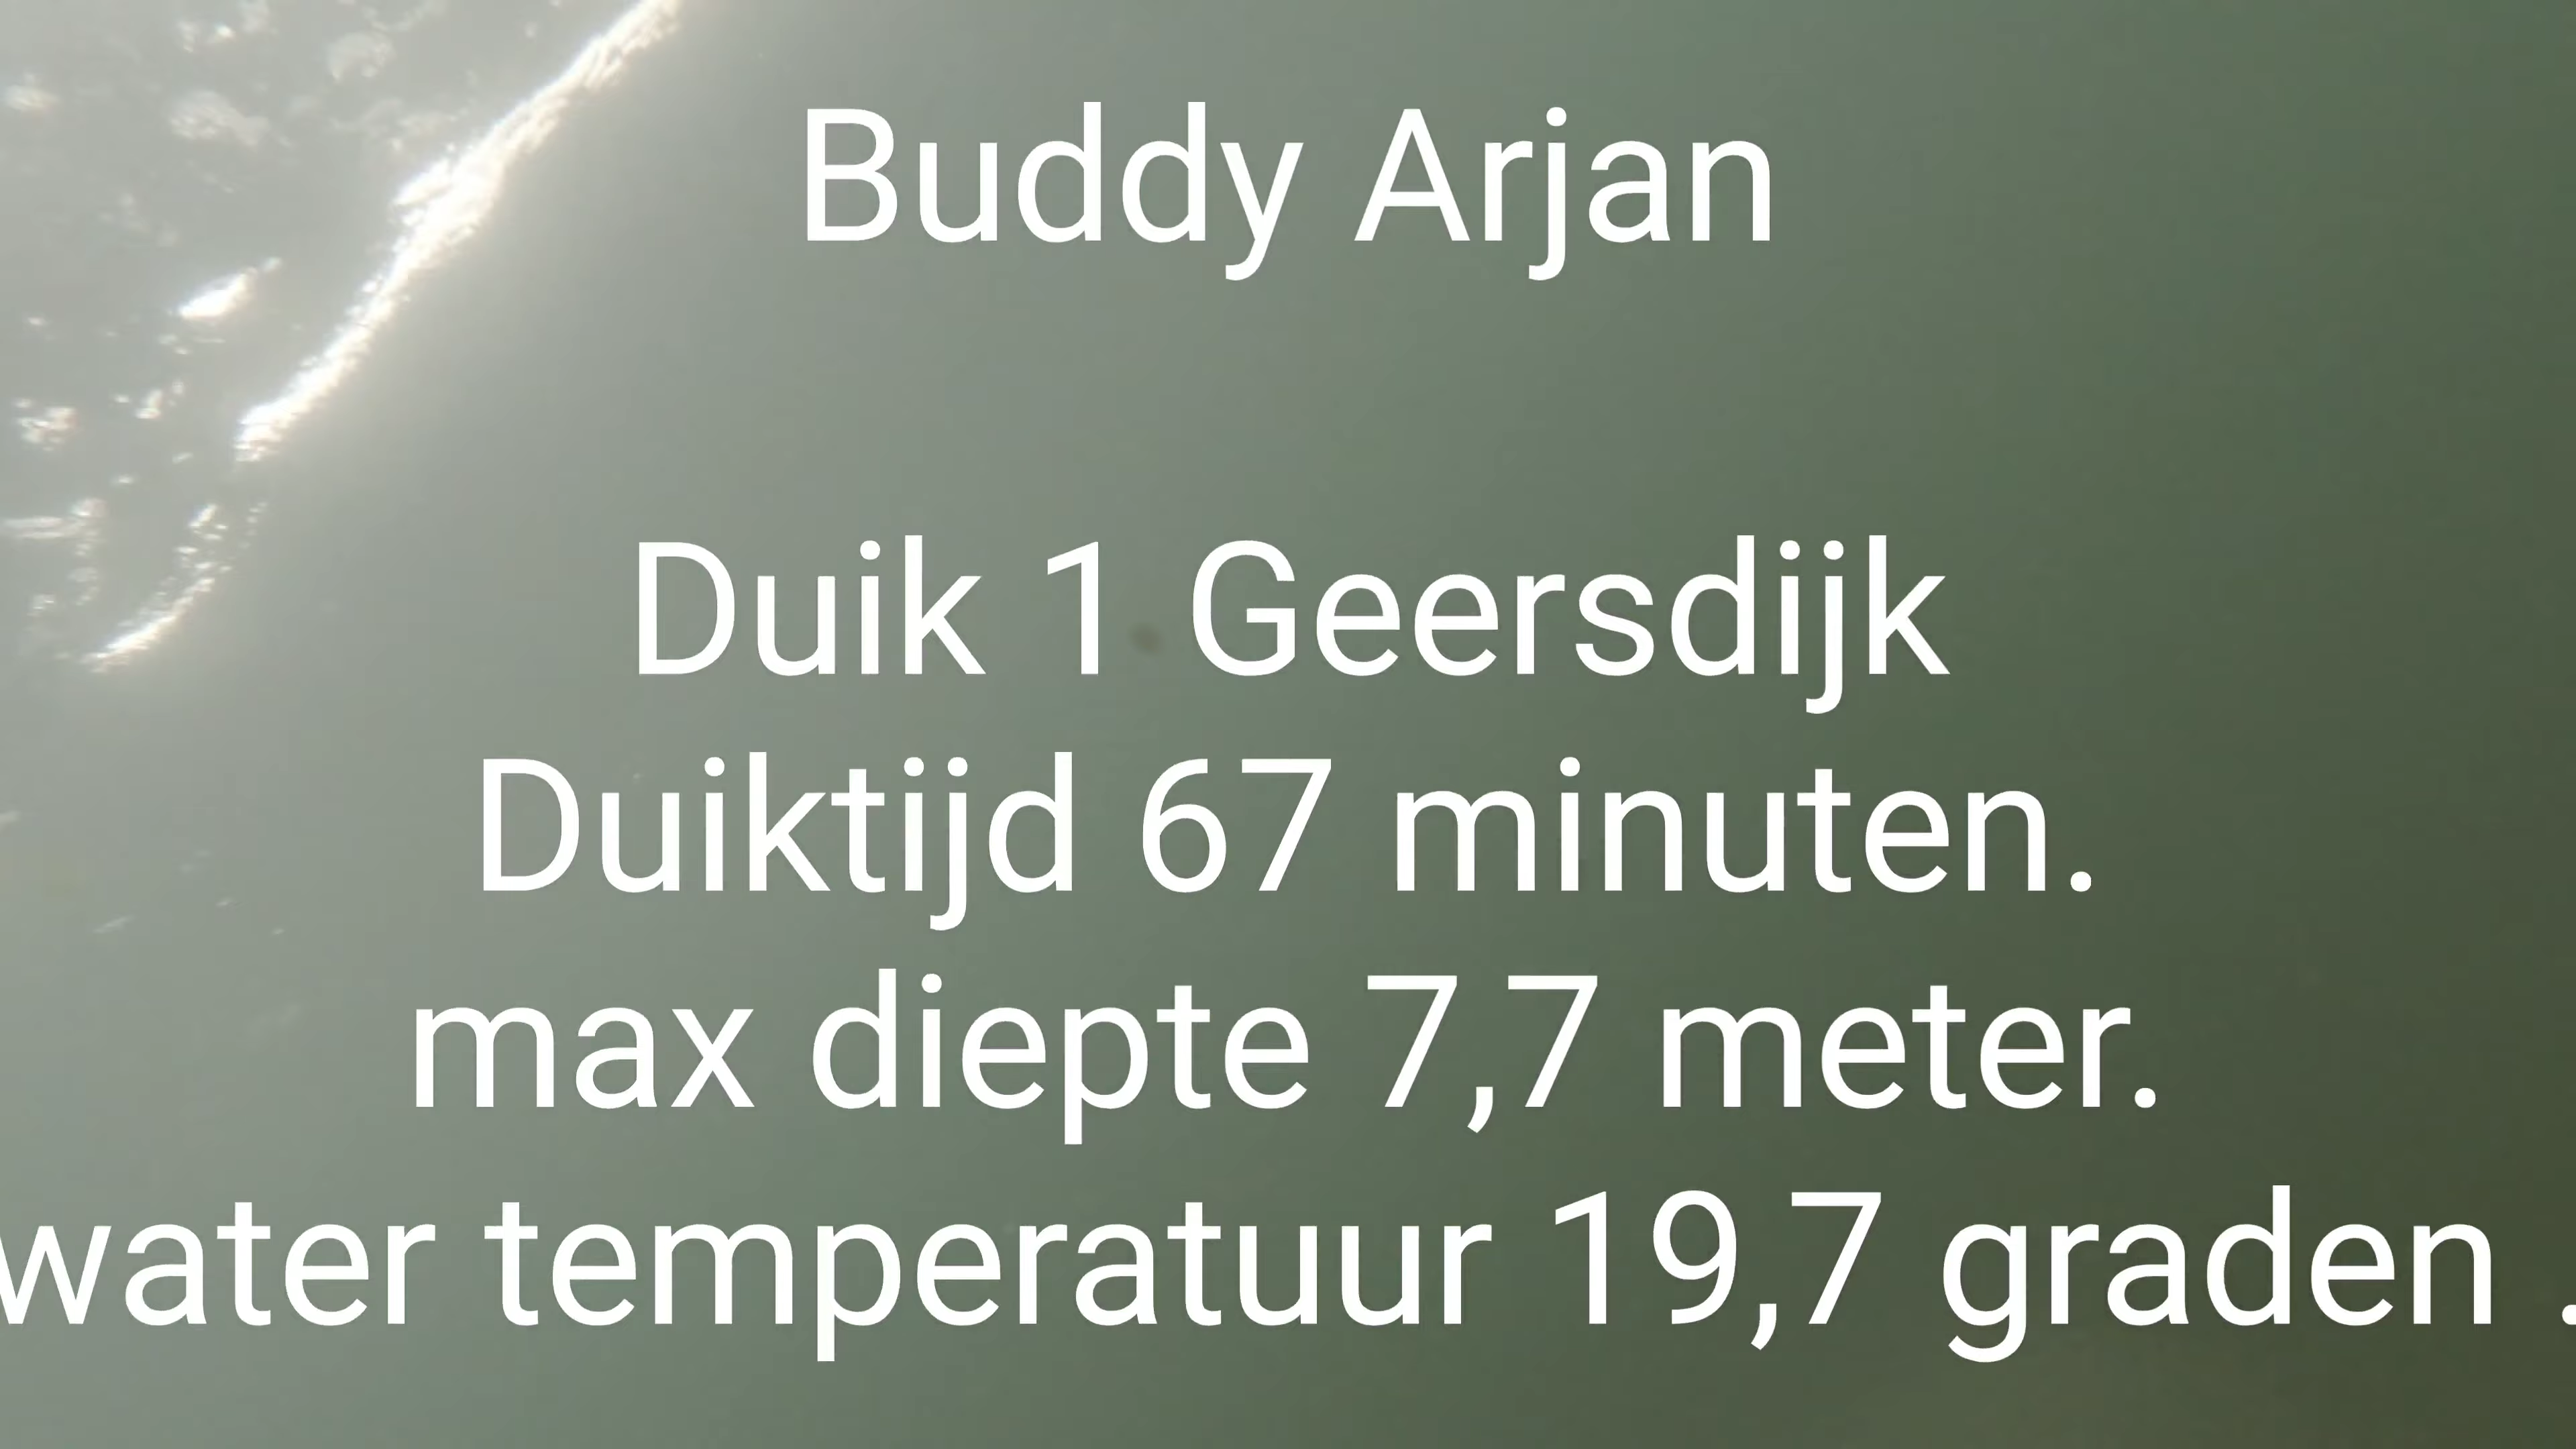 Buddy Arjan
Duik 1 Geersdijk
Duiktijd 67 minuten.
max diepte 7,7 meter.
water temperatuur 19,7 graden .